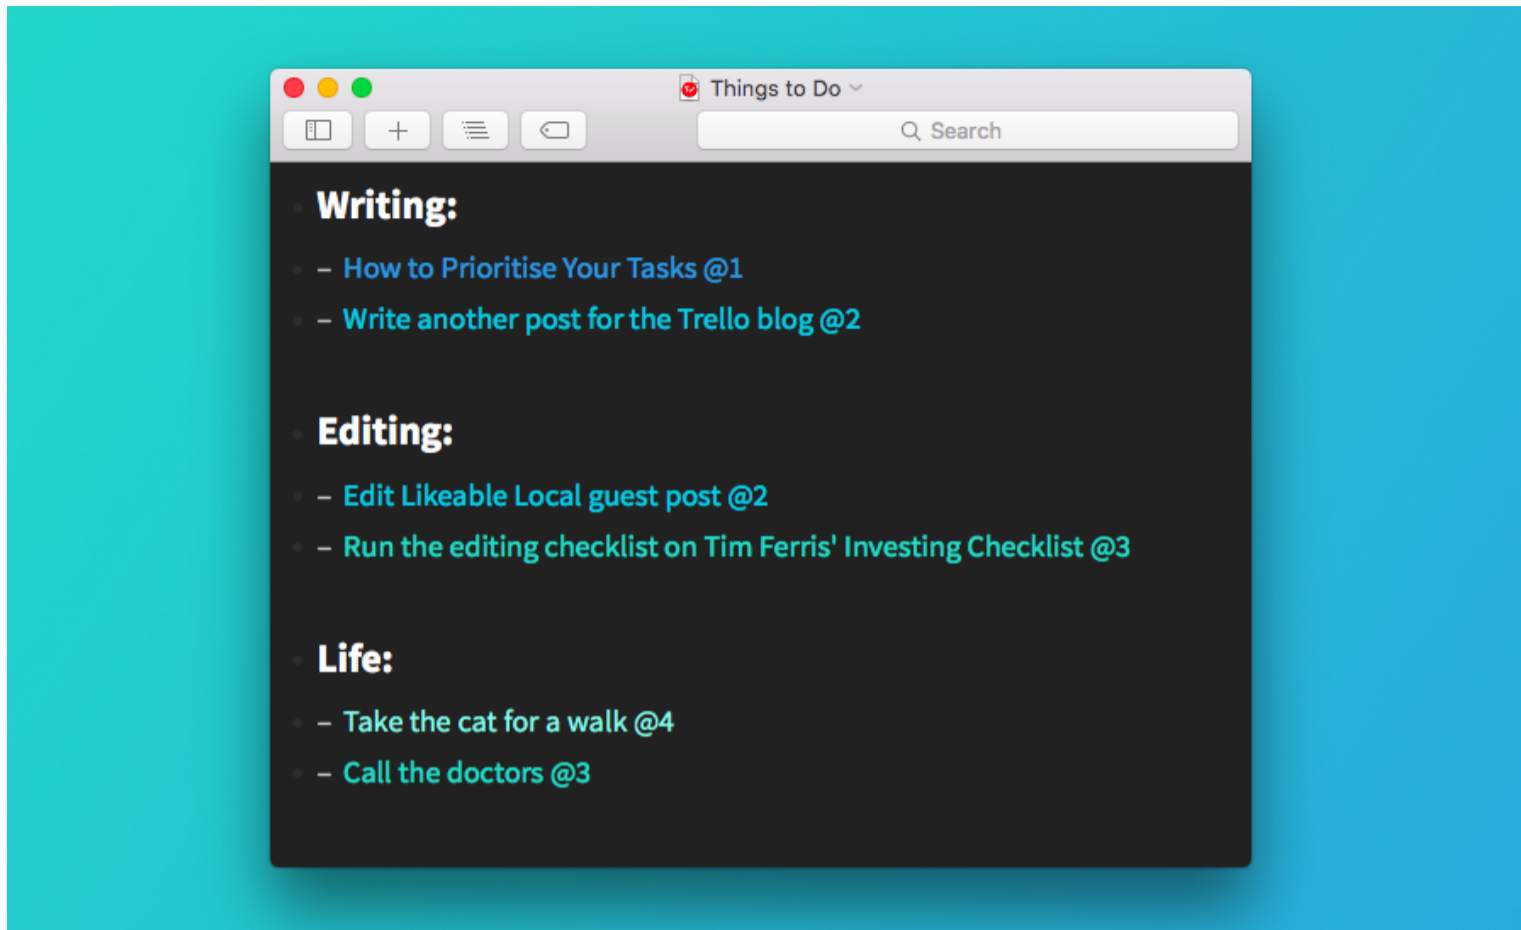 Things to Do
Search
Writing:
– How to Prioritise Your Tasks @1
– Write another post for the Trello blog @2
Editing:
– Edit Likeable Local guest post @2
– Run the editing checklist on Tim Ferris' Investing Checklist @3
Life:
– Take the cat for a walk @4
– Call the doctors @3